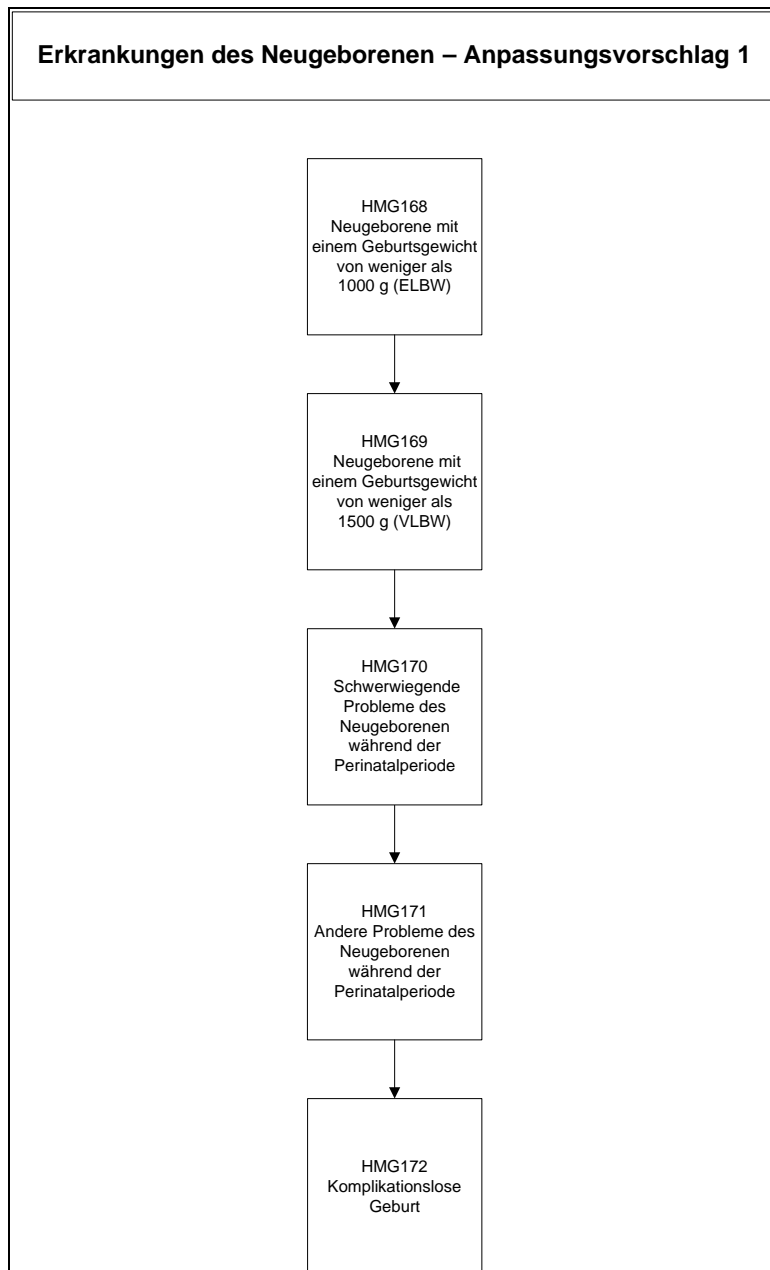 Erkrankungen des Neugeborenen – Anpassungsvorschlag 1
HMG168
Neugeborene mit
einem Geburtsgewicht
von weniger als
1000 g (ELBW)
HMG169
Neugeborene mit
einem Geburtsgewicht
von weniger als
1500 g (VLBW)
HMG170
Schwerwiegende
Probleme des
Neugeborenen
während der
Perinatalperiode
HMG171
Andere Probleme des
Neugeborenen
während der
Perinatalperiode
HMG172
Komplikationslose
Geburt